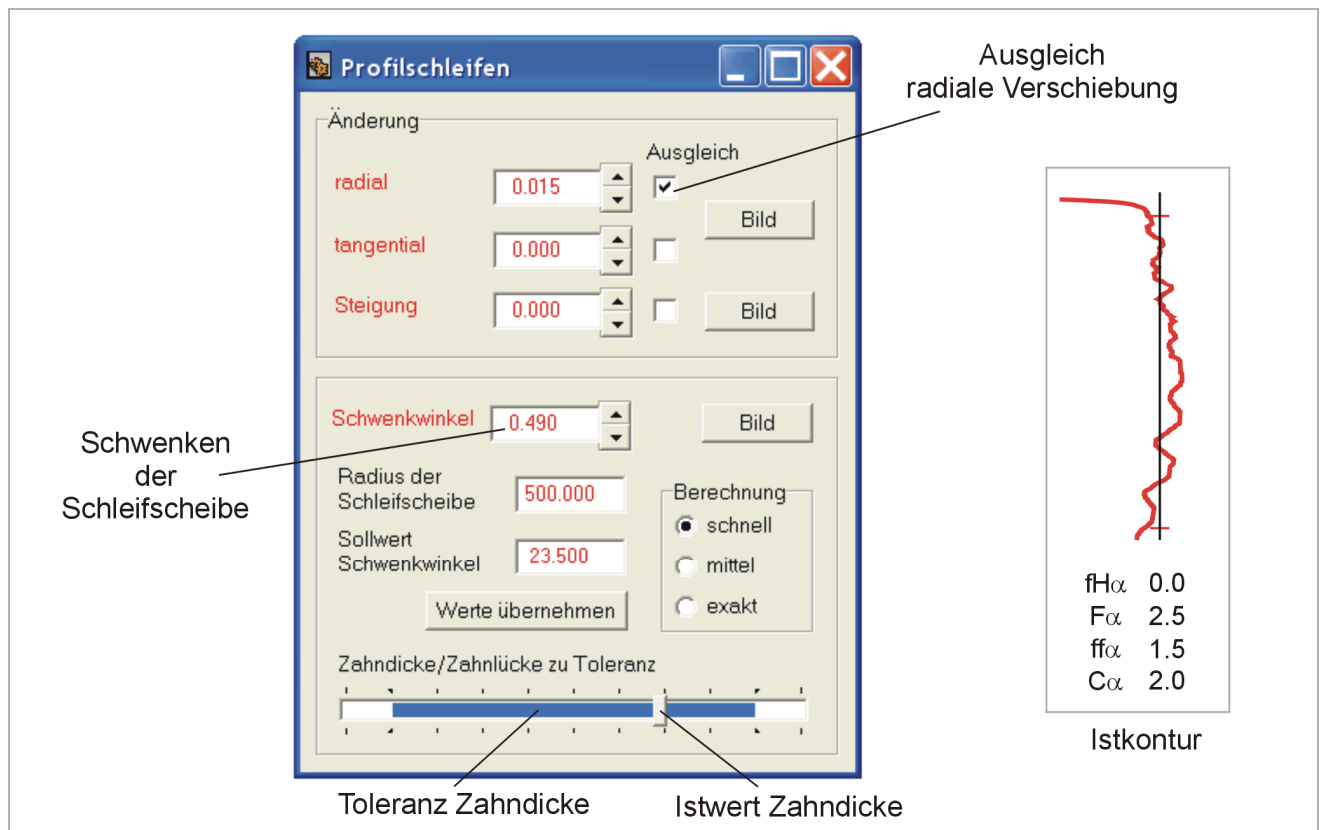 Profilschleifen
Änderung
Ausgleich
radial 0.015
Bild
tangential 0.000
Steigung 0.000 Bild
Schwenkwinkel 0.490 Bild
Radius der
Schleifscheibe 500.000
Sollwert
Schwenkwinkel 23.500
Werte übernehmen
Berechnung
schnell
mittel
exakt
Zahndicke/Zahnlücke zu Toleranz
Ausgleich
radiale Verschiebung
Schwenken
der
Schleifscheibe
Toleranz Zahndicke
Istwert Zahndicke
fHα 0.0
Fα 2.5
ffα 1.5
Cα 2.0
Istkontur